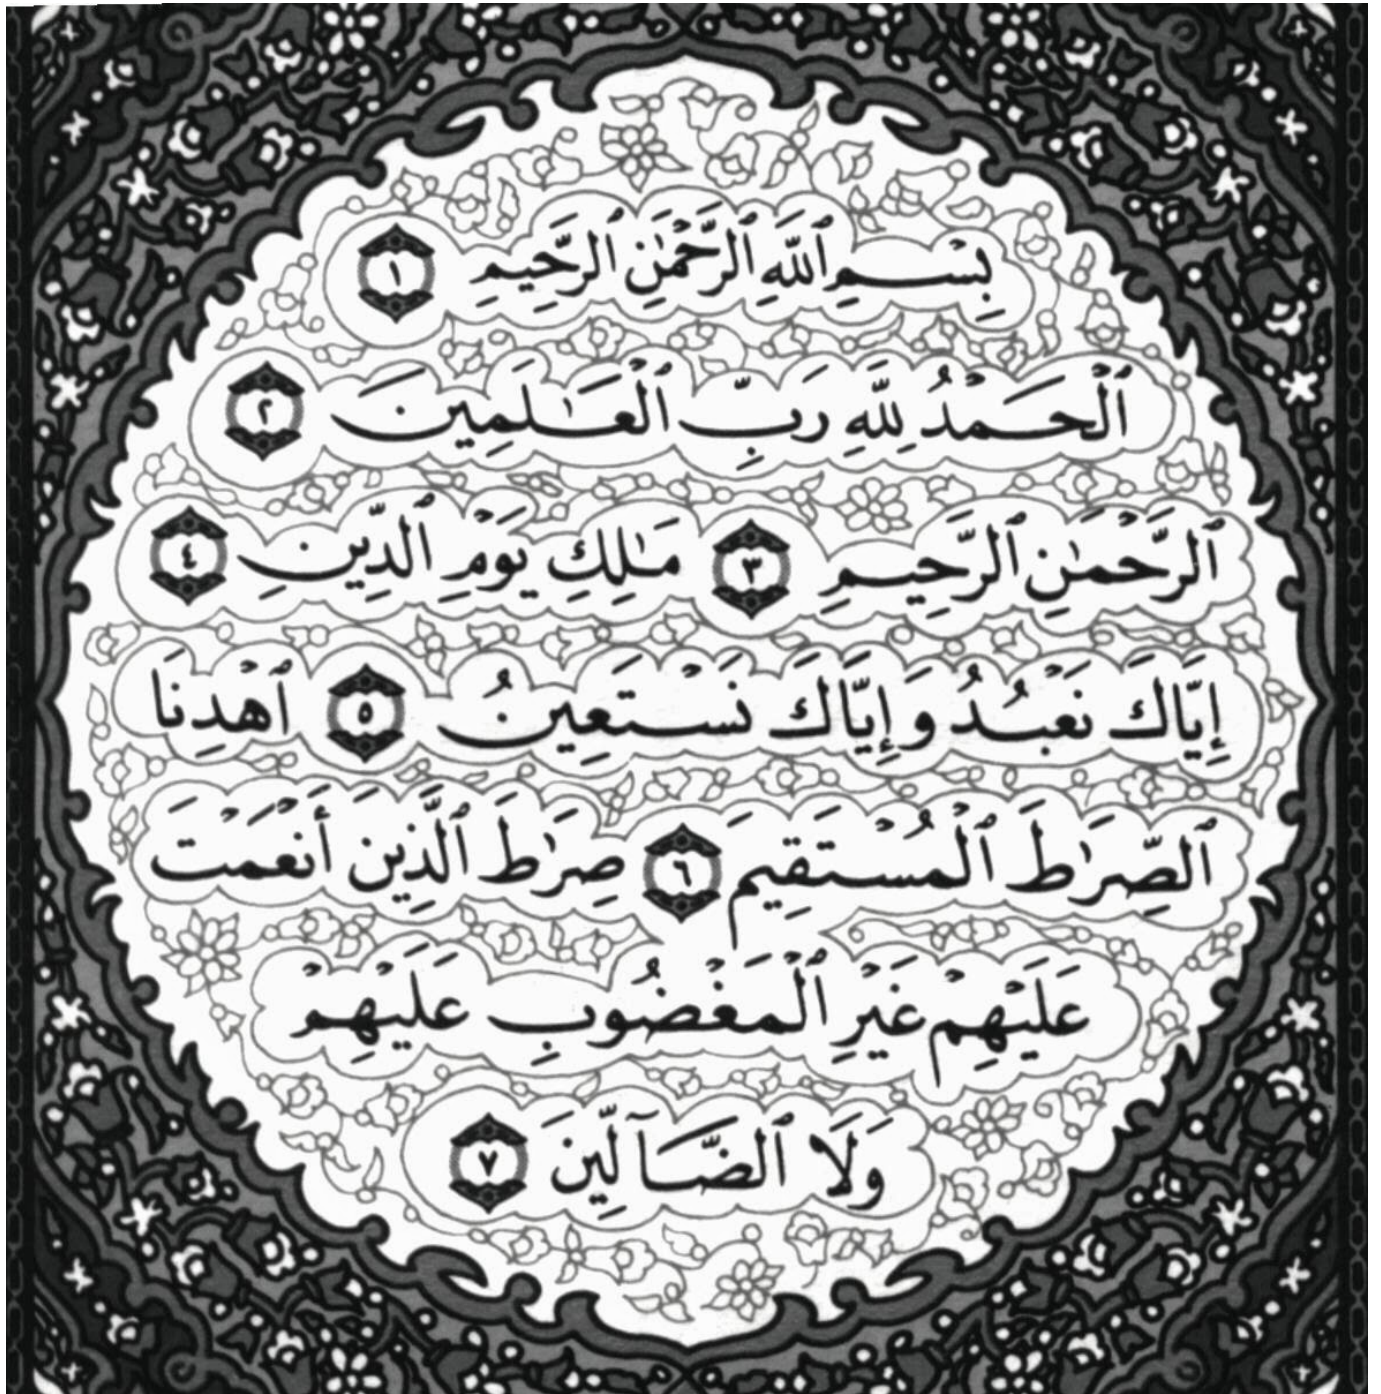 بِسْمِ ٱللَّهِ ٱلرَّحْمَٰنِ ٱلرَّحِيمِ ١
ٱلْحَمْدُ لِلَّهِ رَبِّ ٱلْعَٰلَمِينَ ٢
ٱلرَّحْمَٰنِ ٱلرَّحِيمِ ٣ مَٰلِكِ يَوْمِ ٱلدِّينِ ٤
إِيَّاكَ نَعْبُدُ وَإِيَّاكَ نَسْتَعِينُ ٥ ٱهْدِنَا
ٱلصِّرَٰطَ ٱلْمُسْتَقِيمَ ٦ صِرَٰطَ ٱلَّذِينَ أَنْعَمْتَ
عَلَيْهِمْ غَيْرِ ٱلْمَغْضُوبِ عَلَيْهِمْ
وَلَا ٱلضَّآلِّينَ ٧